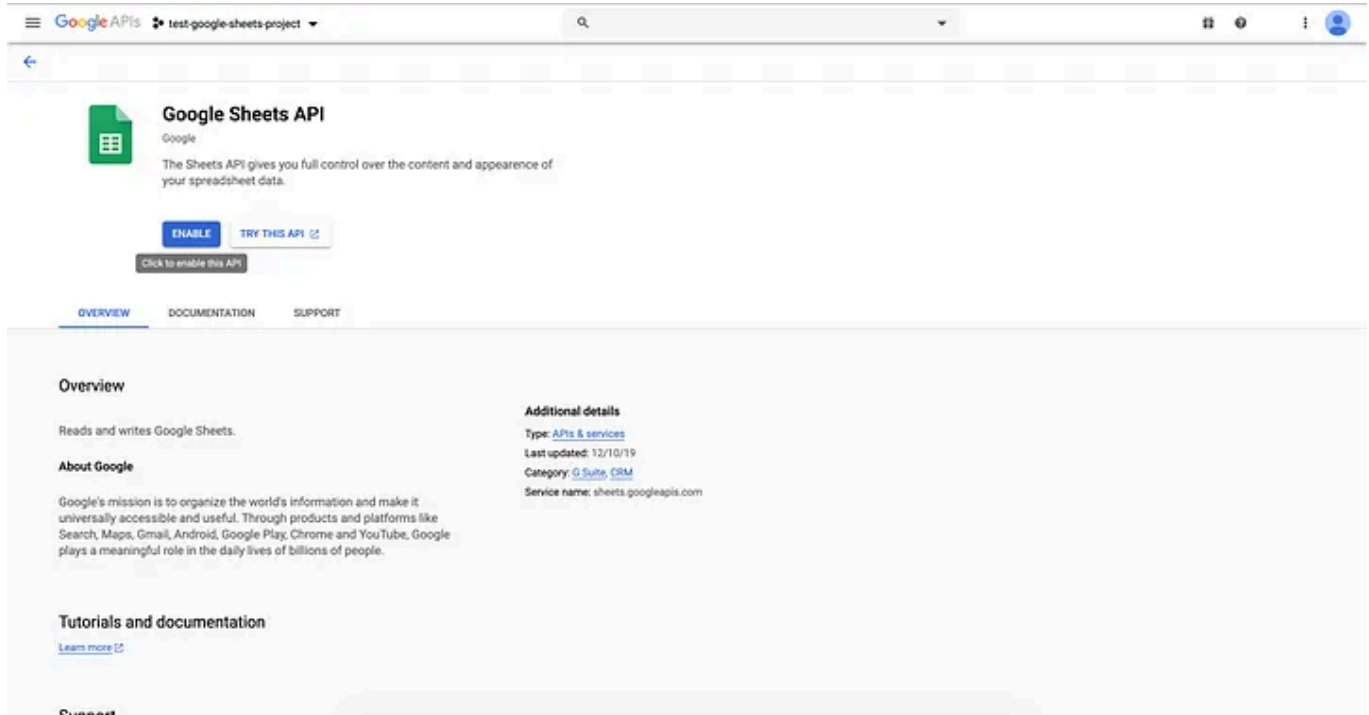 Google APIs test-google-sheets-project
Google Sheets API
Google
The Sheets API gives you full control over the content and appearence of
your spreadsheet data.
ENABLE TRY THIS API
Click to enable this API
OVERVIEW DOCUMENTATION SUPPORT
Overview
Reads and writes Google Sheets.
About Google
Google's mission is to organize the world's information and make it
universally accessible and useful. Through products and platforms like
Search, Maps, Gmail, Android, Google Play, Chrome and YouTube, Google
plays a meaningful role in the daily lives of billions of people.
Additional details
Type: APIs & services
Last updated: 12/10/19
Category: G Suite, CRM
Service name: sheets.googleapis.com
Tutorials and documentation
Learn more
Support